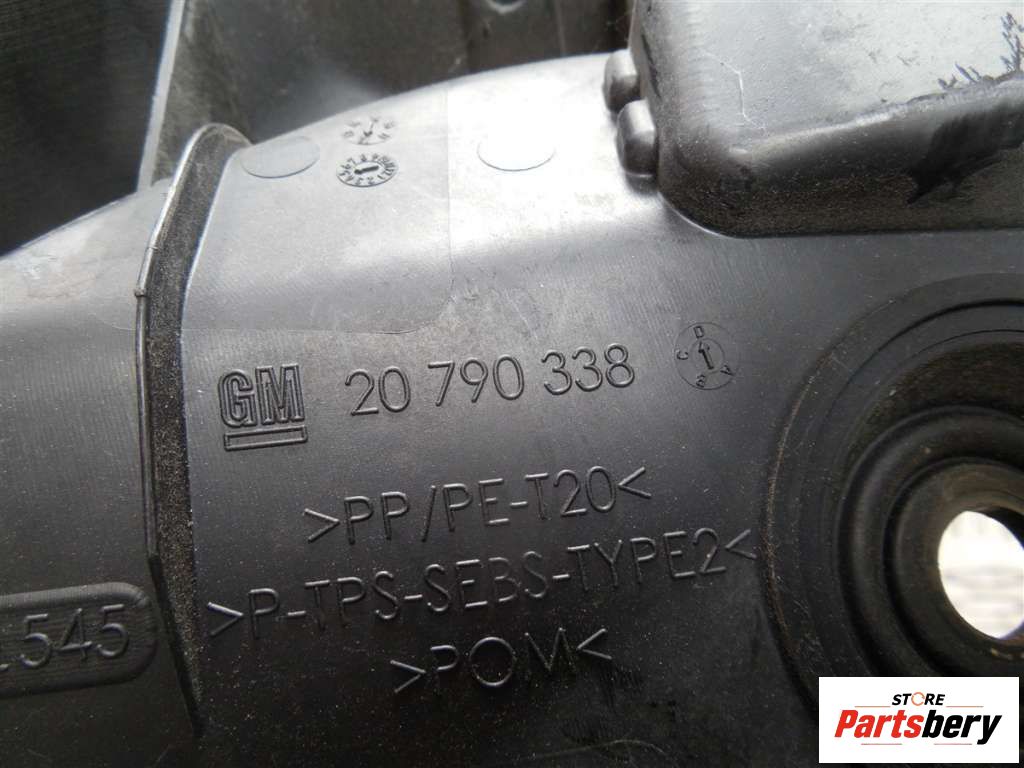 GM 20 790 338
C D A B
>PP/PE-T20<
>P-TPS-SEBS-TYPE2<
545
>POM<
STORE
Partsbery